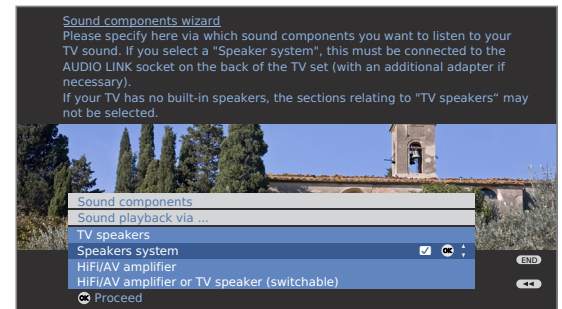 Sound components wizard
Please specify here via which sound components you want to listen to your
TV sound. If you select a "Speaker system", this must be connected to the
AUDIO LINK socket on the back of the TV set (with an additional adapter if
necessary).
If your TV has no built-in speakers, the sections relating to "TV speakers“ may
not be selected.
Sound components
Sound playback via ...
TV speakers
Speakers system OK
HiFi/AV amplifier
END
HiFi/AV amplifier or TV speaker (switchable)
OK Proceed